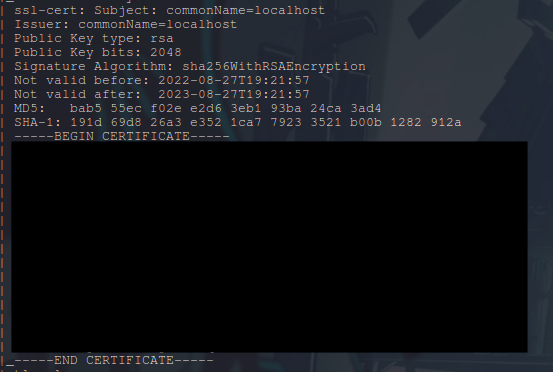 ssl-cert: Subject: commonName=localhost
Issuer: commonName=localhost
Public Key type: rsa
Public Key bits: 2048
Signature Algorithm: sha256WithRSAEncryption
Not valid before: 2022-08-27T19:21:57
Not valid after:  2023-08-27T19:21:57
MD5:   bab5 55ec f02e e2d6 3eb1 93ba 24ca 3ad4
SHA-1: 191d 69d8 26a3 e352 1ca7 7923 3521 b00b 1282 912a
-----BEGIN CERTIFICATE-----
_-----END CERTIFICATE-----